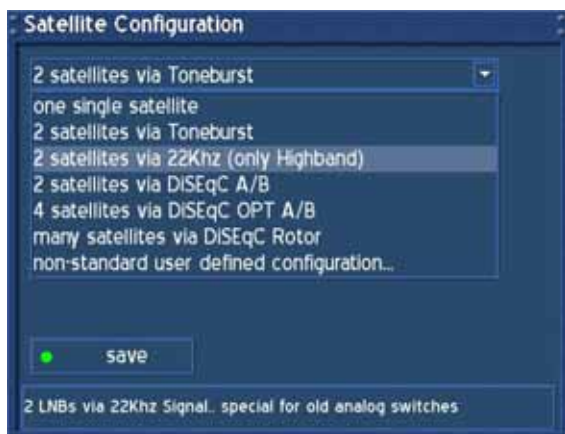 Satellite Configuration
2 satellites via Toneburst
one single satellite
2 satellites via Toneburst
2 satellites via 22Khz (only Highband)
2 satellites via DiSEqC A/B
4 satellites via DiSEqC OPT A/B
many satellites via DiSEqC Rotor
non-standard user defined configuration...
save
2 LNBs via 22Khz Signal.. special for old analog switches